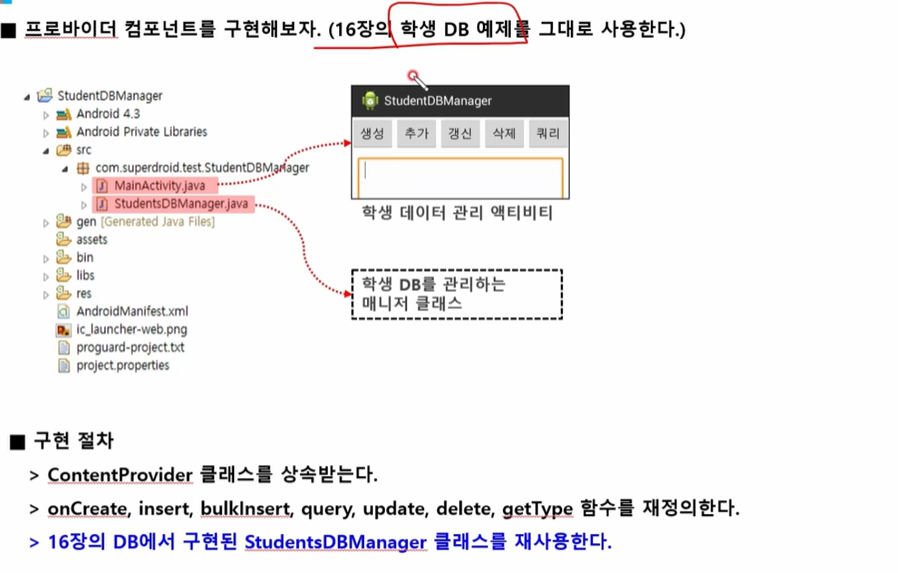 ■ 프로바이더 컴포넌트를 구현해보자. (16장의 학생 DB 예제를 그대로 사용한다.)
StudentDBManager
Android 4.3
Android Private Libraries
src
com.superdroid.test.StudentDBManager
MainActivity.java
StudentsDBManager.java
gen [Generated Java Files]
assets
bin
libs
res
AndroidManifest.xml
ic_launcher-web.png
proguard-project.txt
project.properties
StudentDBManager
생성 추가 갱신 삭제 쿼리
학생 데이터 관리 액티비티
학생 DB를 관리하는
매니저 클래스
■ 구현 절차
> ContentProvider 클래스를 상속받는다.
> onCreate, insert, bulkInsert, query, update, delete, getType 함수를 재정의한다.
> 16장의 DB에서 구현된 StudentsDBManager 클래스를 재사용한다.